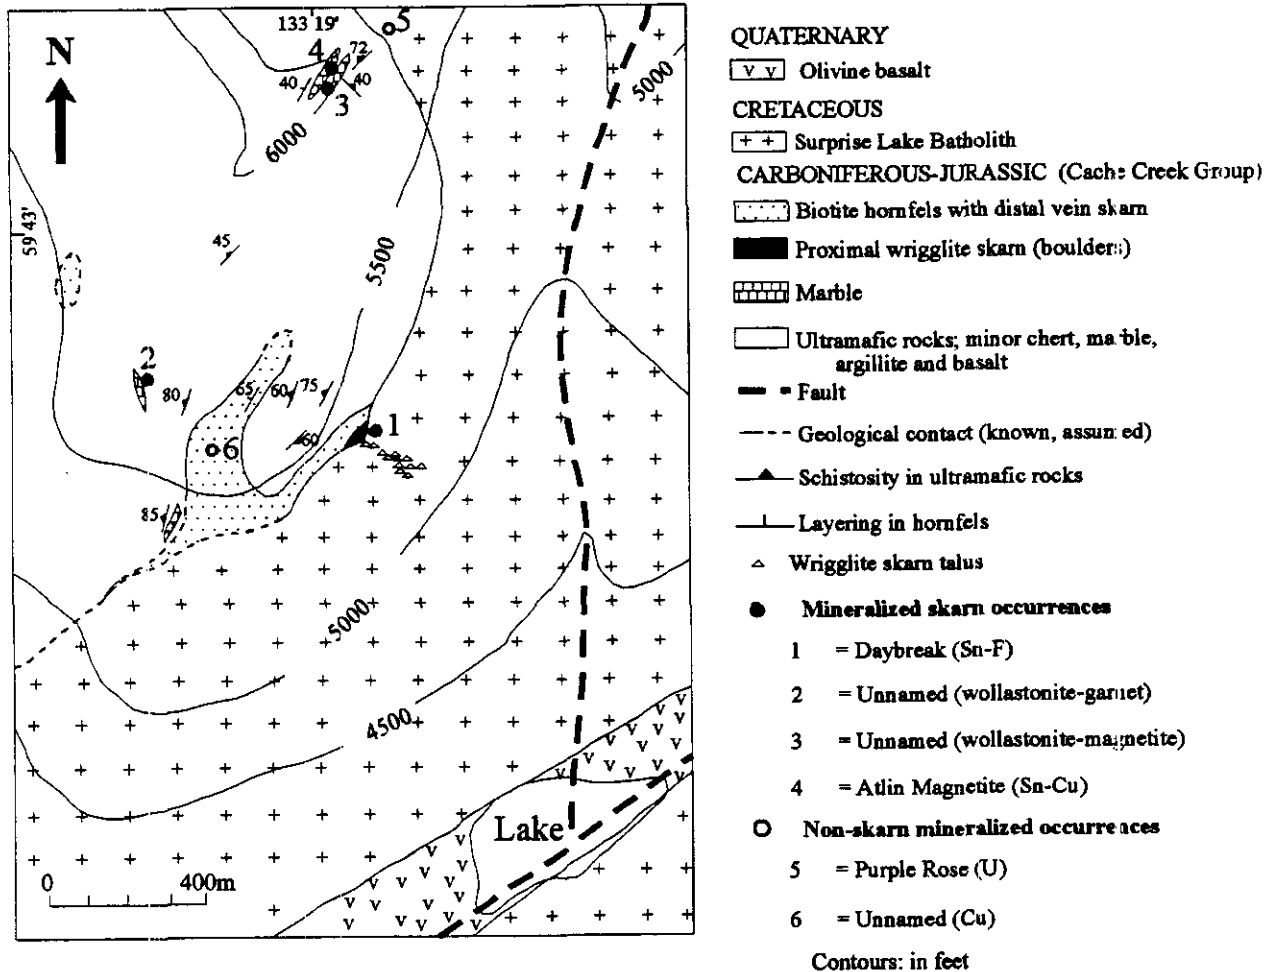 N
133 19'
59 43'
5
4
72
40
40
3
6000
5000
45
5500
2
80
65
60
75
60
1
6
85
5000
4500
Lake
0 400m
QUATERNARY
v v Olivine basalt
CRETACEOUS
+ + Surprise Lake Batholith
CARBONIFEROUS-JURASSIC (Cache Creek Group)
Biotite hornfels with distal vein skarn
Proximal wrigglite skarn (boulders)
Marble
Ultramafic rocks; minor chert, marble,
argillite and basalt
Fault
Geological contact (known, assumed)
Schistosity in ultramafic rocks
Layering in hornfels
Wrigglite skarn talus
Mineralized skarn occurrences
1 = Daybreak (Sn-F)
2 = Unnamed (wollastonite-garnet)
3 = Unnamed (wollastonite-magnetite)
4 = Atlin Magnetite (Sn-Cu)
Non-skarn mineralized occurrences
5 = Purple Rose (U)
6 = Unnamed (Cu)
Contours: in feet